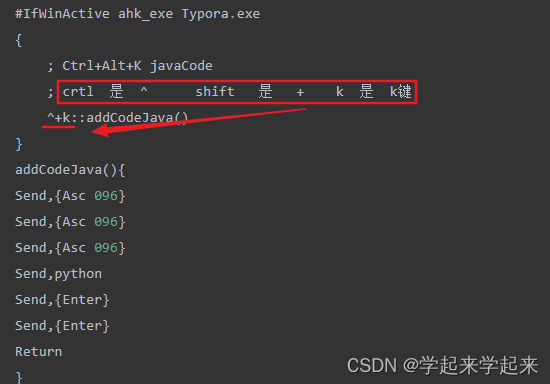 #IfWinActive ahk_exe Typora.exe
{
; Ctrl+Alt+K javaCode
; crtl 是 ^ shift 是 + k 是 k键
^+k::addCodeJava()
}
addCodeJava(){
Send,{Asc 096}
Send,{Asc 096}
Send,{Asc 096}
Send,python
Send,{Enter}
Send,{Enter}
Return
}
CSDN @学起来学起来